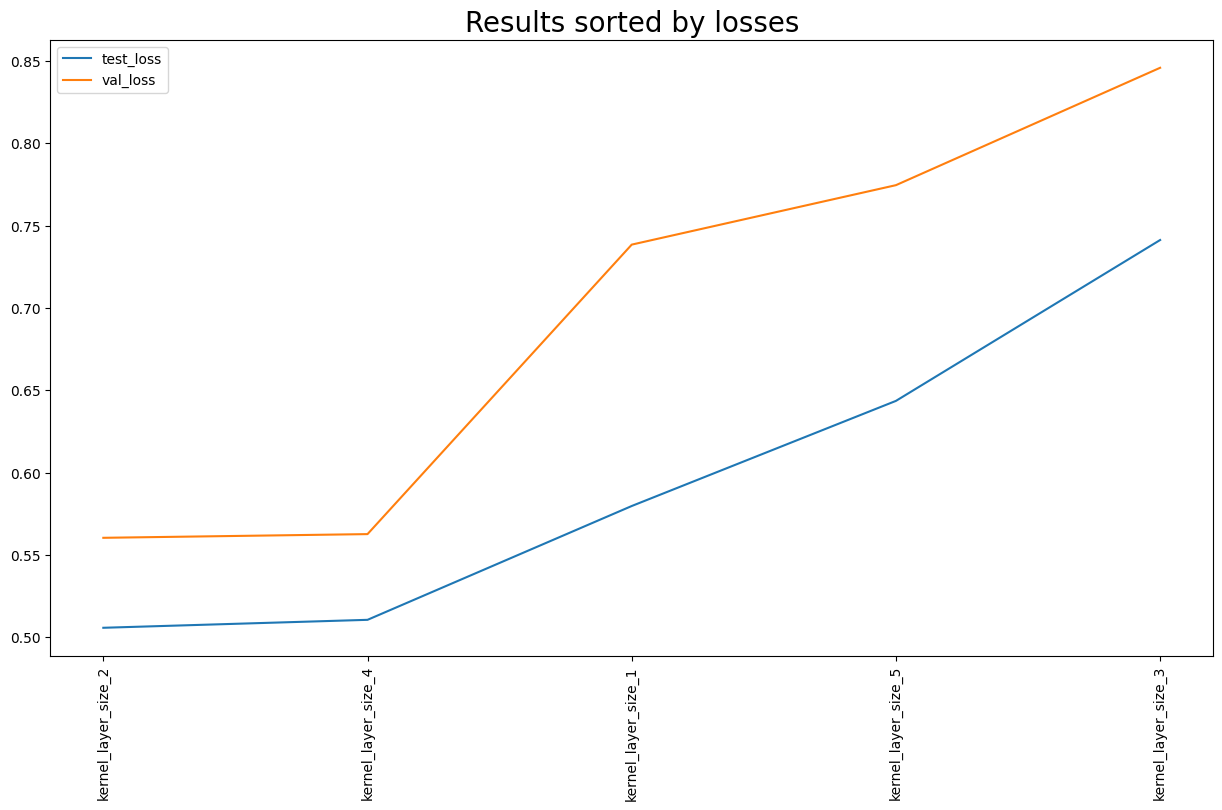 Results sorted by losses
test_loss
val_loss
0.85
0.80
0.75
0.70
0.65
0.60
0.55
0.50
kernel_layer_size_2
kernel_layer_size_4
kernel_layer_size_1
kernel_layer_size_5
kernel_layer_size_3